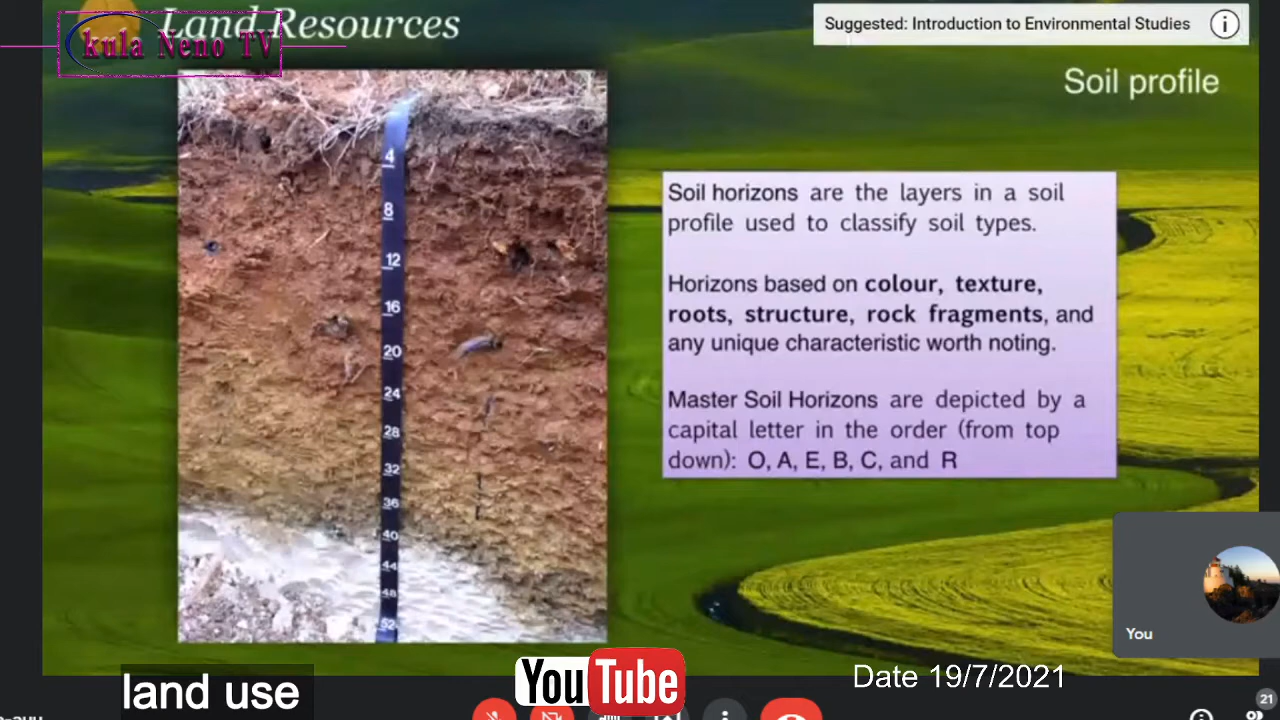 Land Resources
kula Neno TV
Suggested: Introduction to Environmental Studies
Soil profile
4
8
12
16
20
24
28
32
36
40
44
48
52
Soil horizons are the layers in a soil
profile used to classify soil types.
Horizons based on colour, texture,
roots, structure, rock fragments, and
any unique characteristic worth noting.
Master Soil Horizons are depicted by a
capital letter in the order (from top
down): O, A, E, B, C, and R
You
land use
YouTube
Date 19/7/2021
21